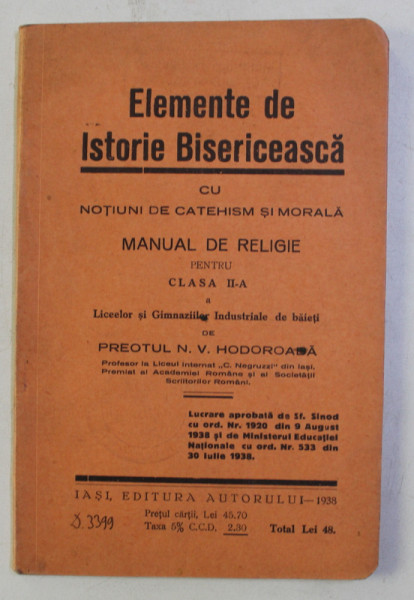 Elemente de
Istorie Bisericească
CU
NOȚIUNI DE CATEHISM ȘI MORALĂ
MANUAL DE RELIGIE
PENTRU
CLASA II-A
a
Liceelor și Gimnaziilor Industriale de băieți
DE
PREOTUL N. V. HODOROABĂ
Profesor la Liceul internat „C. Negruzzi" din Iași.
Premiat al Academiei Române și al Societății
Scriitorilor Români.
Lucrare aprobată de Sf. Sinod
cu ord. Nr. 1920 din 9 August
1938 și de Ministerul Educației
Naționale cu ord. Nr. 533 din
30 Iulie 1938.
IAȘI, EDITURA AUTORULUI—1938
Prețul cărții, Lei 45.70
Taxa 5% C.C.D. 2.30 Total Lei 48.
D. 3399